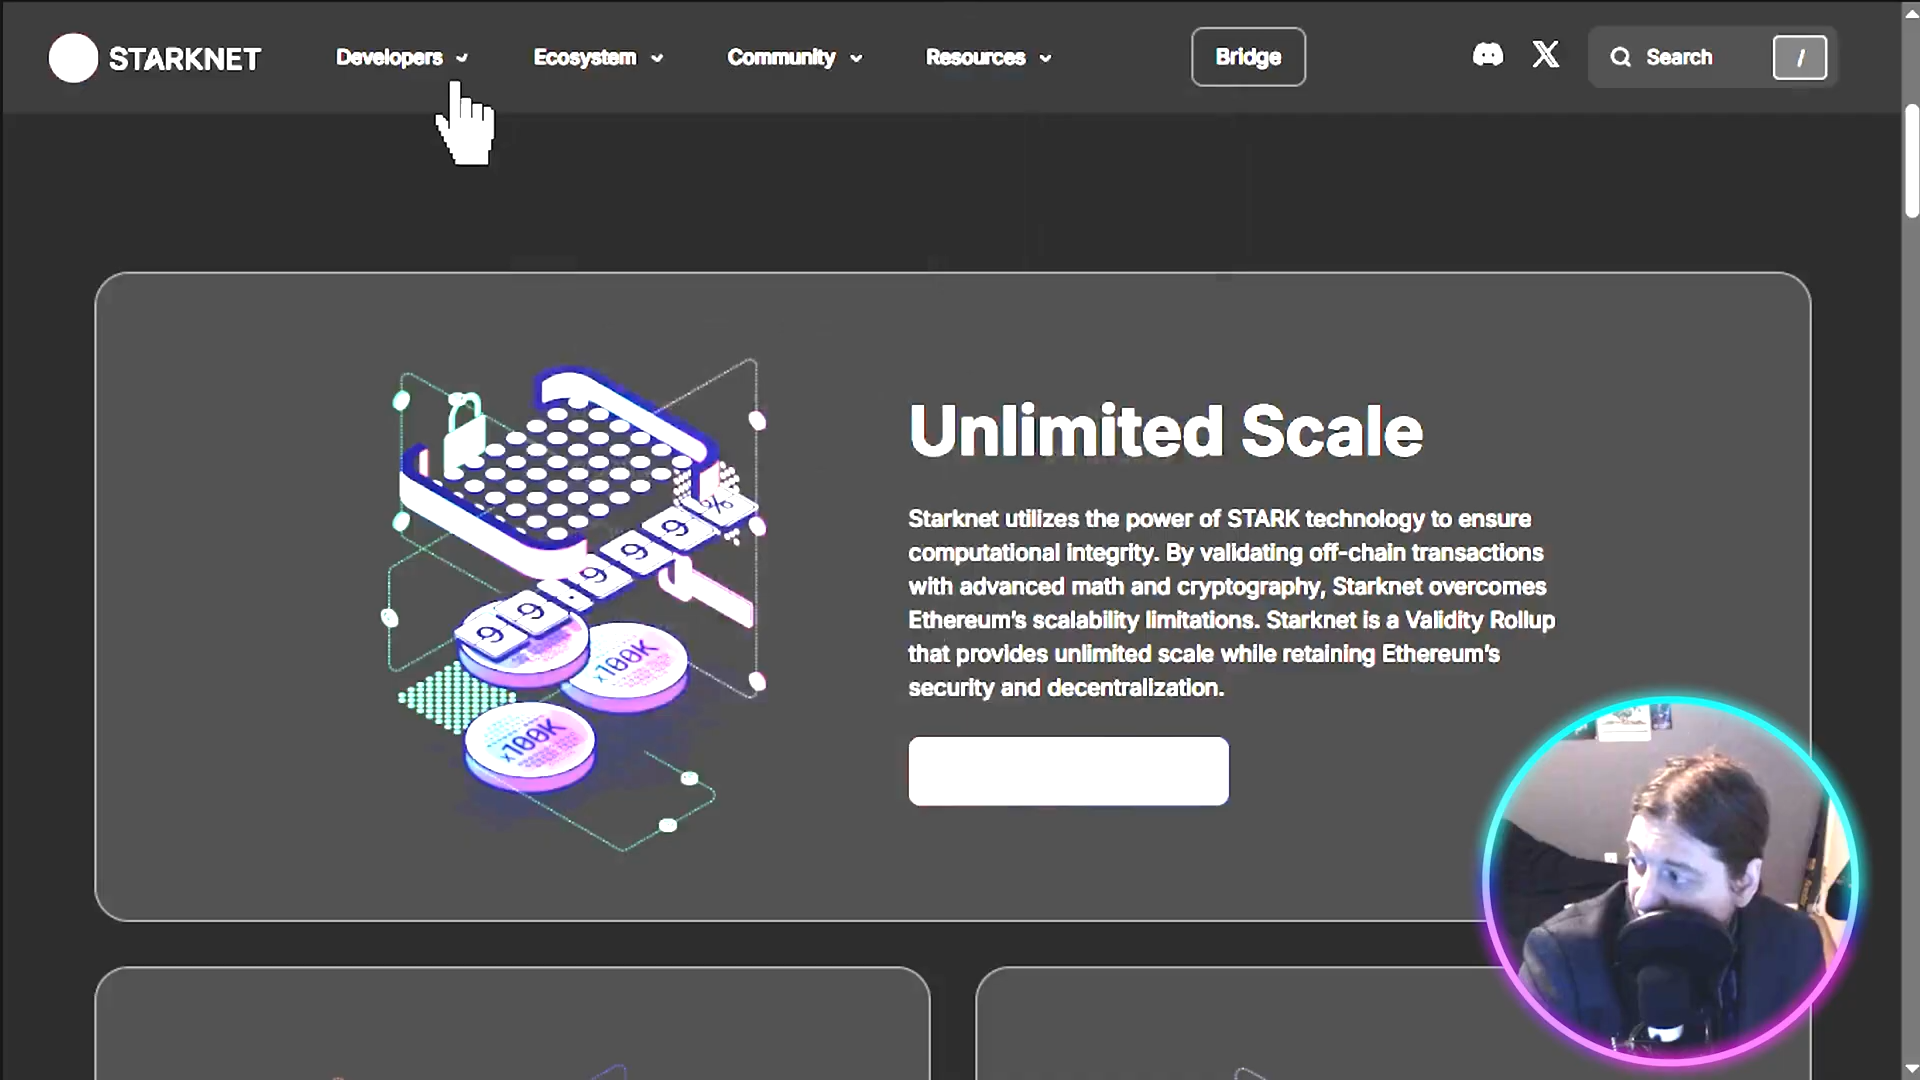 STARKNET
Developers
Ecosystem
Community
Resources
Bridge
Search
/
Unlimited Scale
Starknet utilizes the power of STARK technology to ensure
computational integrity. By validating off-chain transactions
with advanced math and cryptography, Starknet overcomes
Ethereum’s scalability limitations. Starknet is a Validity Rollup
that provides unlimited scale while retaining Ethereum’s
security and decentralization.
99.999%
x100K
x100K